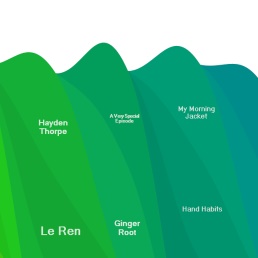 Hayden
Thorpe
A Very Special
Episode
My Morning
Jacket
Le Ren
Ginger
Root
Hand Habits